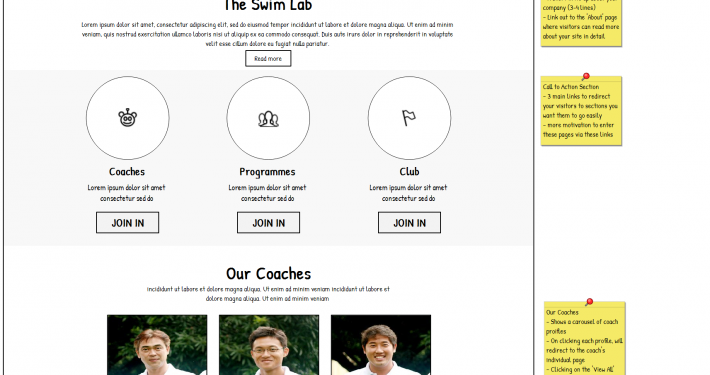 The Swim Lab
Lorem ipsum dolor sit amet, consectetur adipiscing elit, sed do eiusmod tempor incididunt ut labore et dolore magna aliqua. Ut enim ad minim
veniam, quis nostrud exercitation ullamco laboris nisi ut aliquip ex ea commodo consequat. Duis aute irure dolor in reprehenderit in voluptate
velit esse cillum dolore eu fugiat nulla pariatur.
Read more
Coaches
Lorem ipsum dolor sit amet
consectetur sed do
JOIN IN
Programmes
Lorem ipsum dolor sit amet
consectetur sed do
JOIN IN
Club
Lorem ipsum dolor sit amet
consectetur sed do
JOIN IN
Our Coaches
incididunt ut labore et dolore magna aliqua. Ut enim ad minim veniam incididunt ut labore et
dolore magna aliqua. Ut enim ad minim veniam
company (3-4 lines)
- Link out to the 'About' page
where visitors can read more
about your site in detail
Call to Action Section
- 3 main links to redirect
your visitors to sections you
want them to go easily
- more motivation to enter
these pages via these links
Our Coaches
- Shows a carousel of coach
profiles
- On clicking each profile, will
redirect to the coach's
individual page
- Clicking on the 'View All'